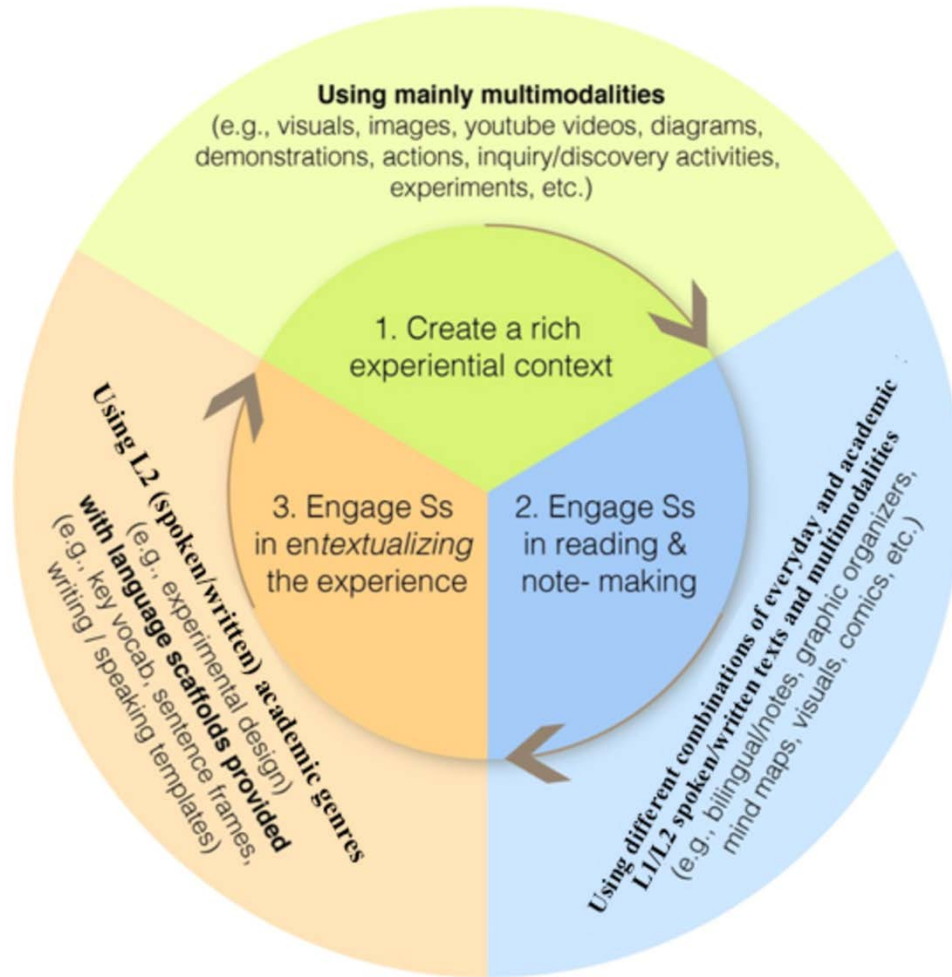 Using mainly multimodalities
(e.g., visuals, images, youtube videos, diagrams,
demonstrations, actions, inquiry/discovery activities,
experiments, etc.)
1. Create a rich
experiential context
2. Engage Ss
in reading &
note- making
Using different combinations of everyday and academic
L1/L2 spoken/written texts and multimodalities
(e.g., bilingual/notes, graphic organizers,
mind maps, visuals, comics, etc.)
3. Engage Ss
in entextualizing
the experience
Using L2 (spoken/written) academic genres
(e.g., experimental design)
with language scaffolds provided
(e.g., key vocab, sentence frames,
writing / speaking templates)